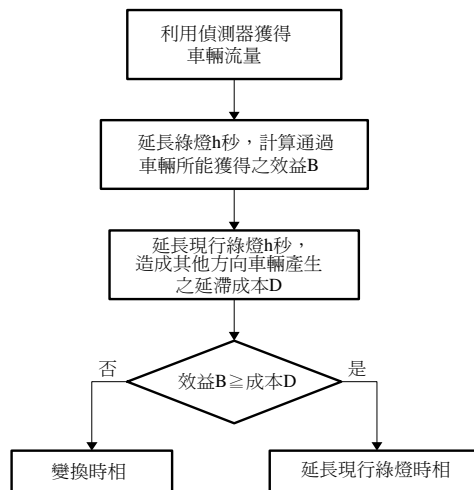 利用偵測器獲得
車輛流量
延長綠燈h秒，計算通過
車輛所能獲得之效益B
延長現行綠燈h秒，
造成其他方向車輛產生
之延滯成本D
否
效益B≧成本D
是
變換時相
延長現行綠燈時相